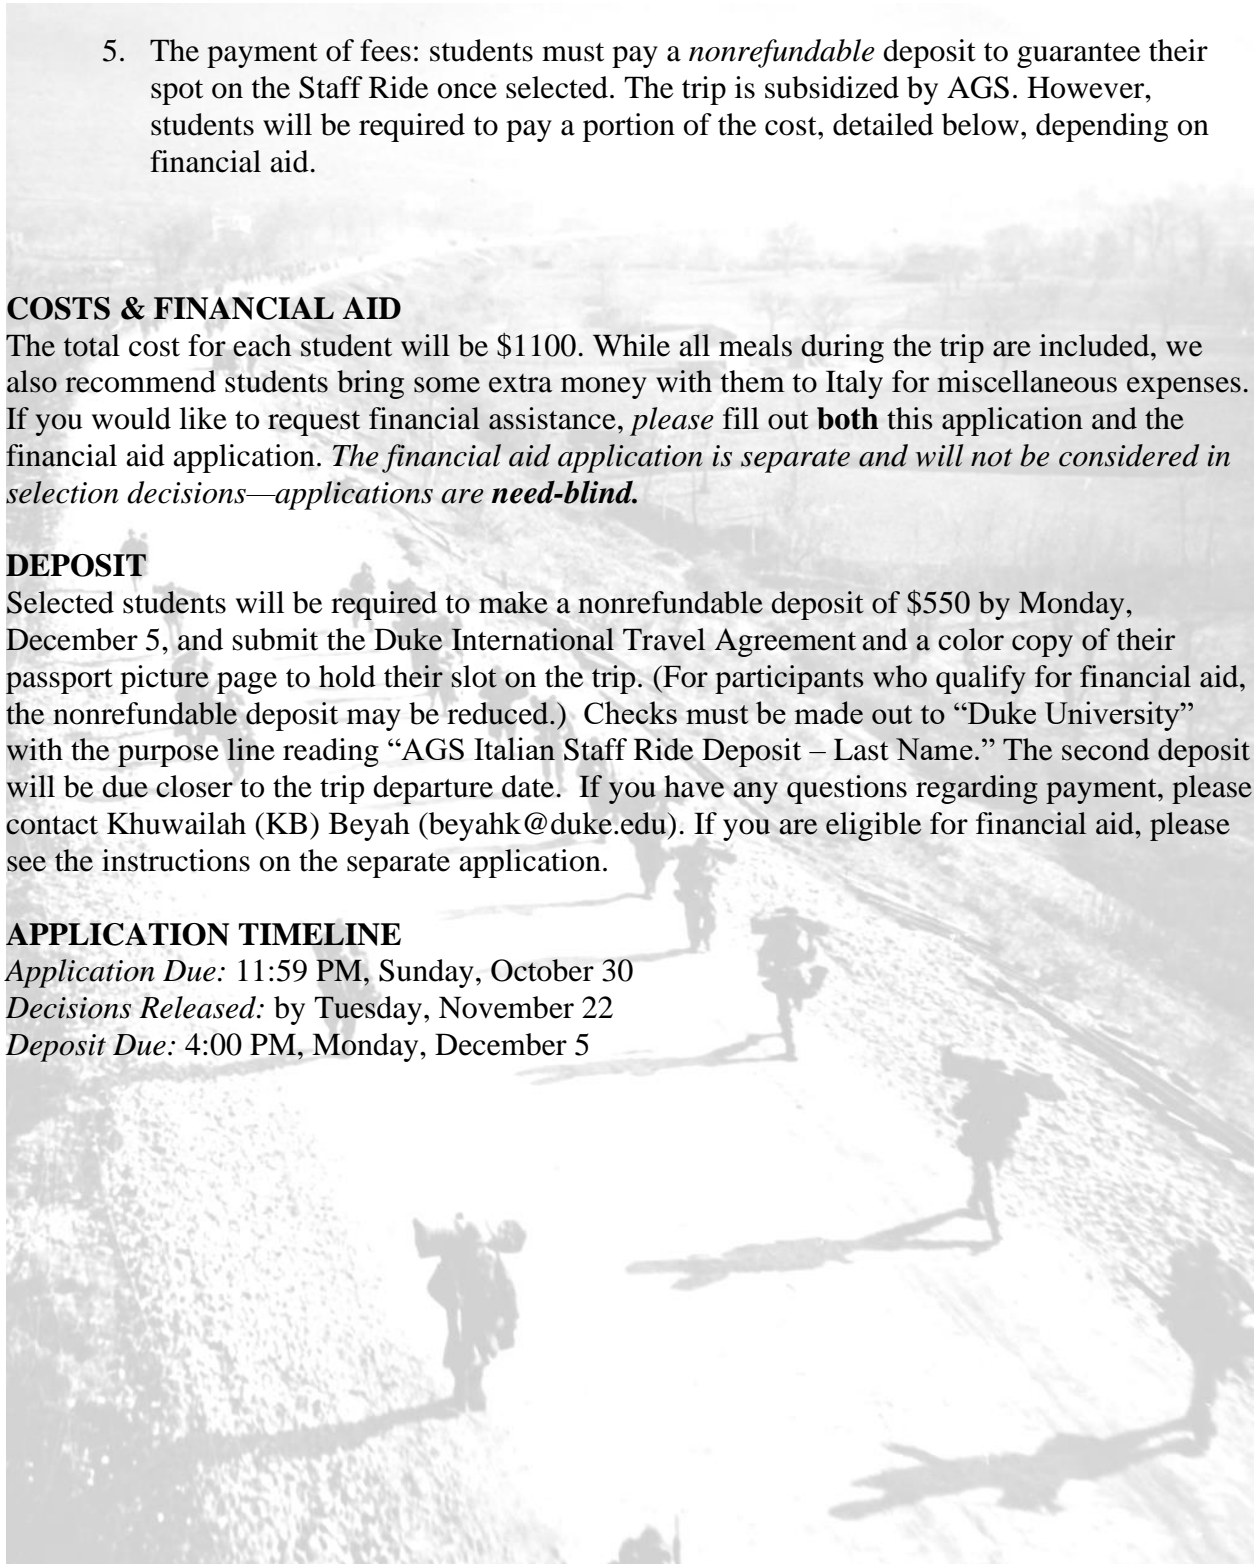 5. The payment of fees: students must pay a nonrefundable deposit to guarantee their
spot on the Staff Ride once selected. The trip is subsidized by AGS. However,
students will be required to pay a portion of the cost, detailed below, depending on
financial aid.
COSTS & FINANCIAL AID
The total cost for each student will be $1100. While all meals during the trip are included, we
also recommend students bring some extra money with them to Italy for miscellaneous expenses.
If you would like to request financial assistance, please fill out both this application and the
financial aid application. The financial aid application is separate and will not be considered in
selection decisions—applications are need-blind.
DEPOSIT
Selected students will be required to make a nonrefundable deposit of $550 by Monday,
December 5, and submit the Duke International Travel Agreement and a color copy of their
passport picture page to hold their slot on the trip. (For participants who qualify for financial aid,
the nonrefundable deposit may be reduced.)  Checks must be made out to “Duke University”
with the purpose line reading “AGS Italian Staff Ride Deposit – Last Name.” The second deposit
will be due closer to the trip departure date.  If you have any questions regarding payment, please
contact Khuwailah (KB) Beyah (beyahk@duke.edu). If you are eligible for financial aid, please
see the instructions on the separate application.
APPLICATION TIMELINE
Application Due: 11:59 PM, Sunday, October 30
Decisions Released: by Tuesday, November 22
Deposit Due: 4:00 PM, Monday, December 5